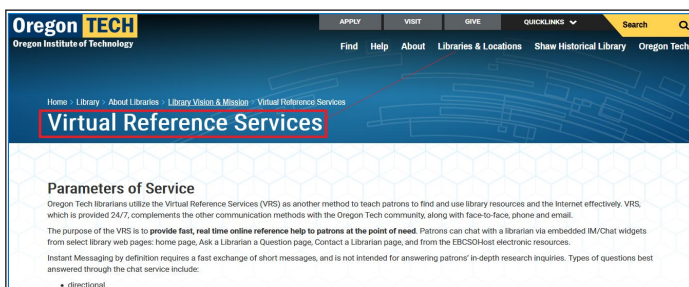 Oregon TECH
Oregon Institute of Technology
APPLY VISIT GIVE QUICKLINKS Search
Find Help About Libraries & Locations Shaw Historical Library Oregon Tech
Home > Library > About Libraries > Library Vision & Mission > Virtual Reference Services
Virtual Reference Services
Parameters of Service
Oregon Tech librarians utilize the Virtual Reference Services (VRS) as another method to teach patrons to find and use library resources and the Internet effectively. VRS,
which is provided 24/7, complements the other communication methods with the Oregon Tech community, along with face-to-face, phone and email.
The purpose of the VRS is to provide fast, real time online reference help to patrons at the point of need. Patrons can chat with a librarian via embedded IM/Chat widgets
from select library web pages: home page, Ask a Librarian a Question page, Contact a Librarian page, and from the EBCSOHost electronic resources.
Instant Messaging by definition requires a fast exchange of short messages, and is not intended for answering patrons' in-depth research inquiries. Types of questions best
answered through the chat service include:
• directional